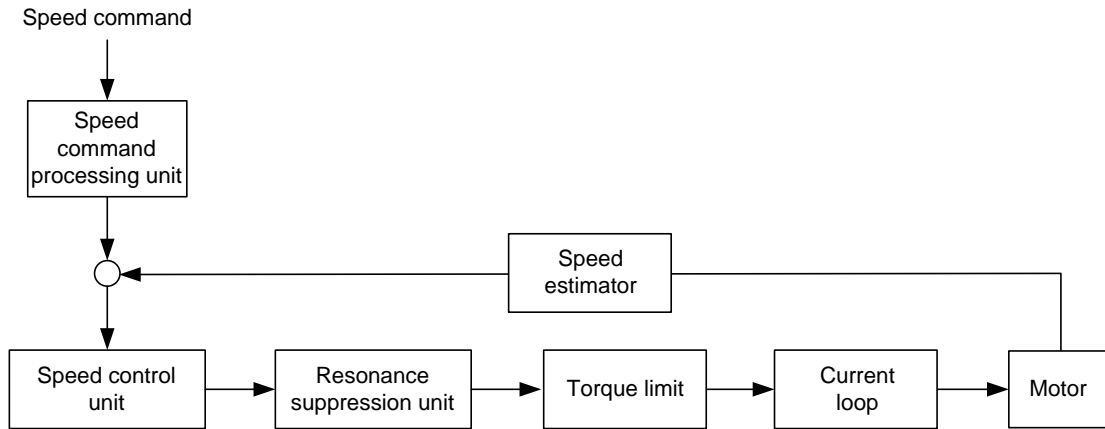 Speed command
Speed
command
processing unit
Speed
estimator
Speed control
unit
Resonance
suppression unit
Torque limit
Current
loop
Motor